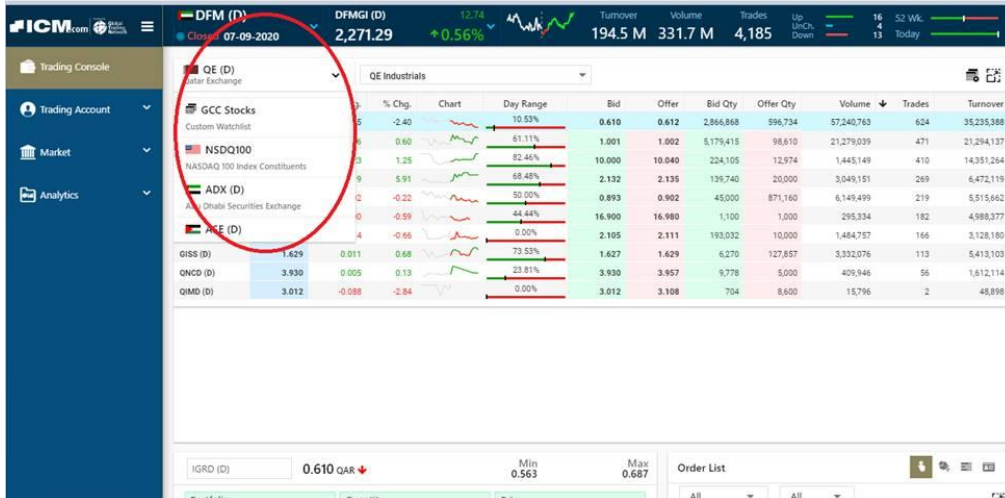 ICM.com Global Trading Network
Trading Console
Trading Account
Market
Analytics
DFM (D)
Closed 07-09-2020
DFMGI (D)
2,271.29
12.74
0.56%
Turnover Volume Trades
194.5 M 331.7 M 4,185
Up 16
UnCh. 4
Down 13
52 Wk.
Today
QE (D)
Qatar Exchange
QE Industrials
GCC Stocks
Custom Watchlist
NSDQ100
NASDAQ 100 Index Constituents
ADX (D)
Abu Dhabi Securities Exchange
ASE (D)
% Chg. Chart Day Range Bid Offer Bid Qty Offer Qty Volume Trades Turnover
-2.40 10.53% 0.610 0.612 2,866,868 596,734 57,240,763 624 35,235,388
0.60 61.11% 1.001 1.002 5,179,415 98,610 21,279,039 471 21,294,137
1.25 82.46% 10.000 10.040 224,105 12,974 1,445,149 410 14,351,264
5.91 68.48% 2.132 2.135 139,740 20,000 3,049,151 269 6,472,119
-0.22 50.00% 0.893 0.902 45,000 871,160 6,149,499 219 5,515,662
-0.59 44.44% 16.900 16.980 1,100 1,000 295,334 182 4,988,377
-0.66 0.00% 2.105 2.111 193,032 10,000 1,484,757 166 3,128,180
GISS (D) 1.629 0.011 0.68 73.53% 1.627 1.629 6,270 127,857 3,332,076 113 5,413,103
QNCD (D) 3.930 0.005 0.13 23.81% 3.930 3.957 9,778 5,000 409,946 56 1,612,114
QIMD (D) 3.012 -0.088 -2.84 0.00% 3.012 3.108 704 8,600 15,796 2 48,898
IGRD (D) 0.610 QAR
Min
0.563
Max
0.687
Order List
All All